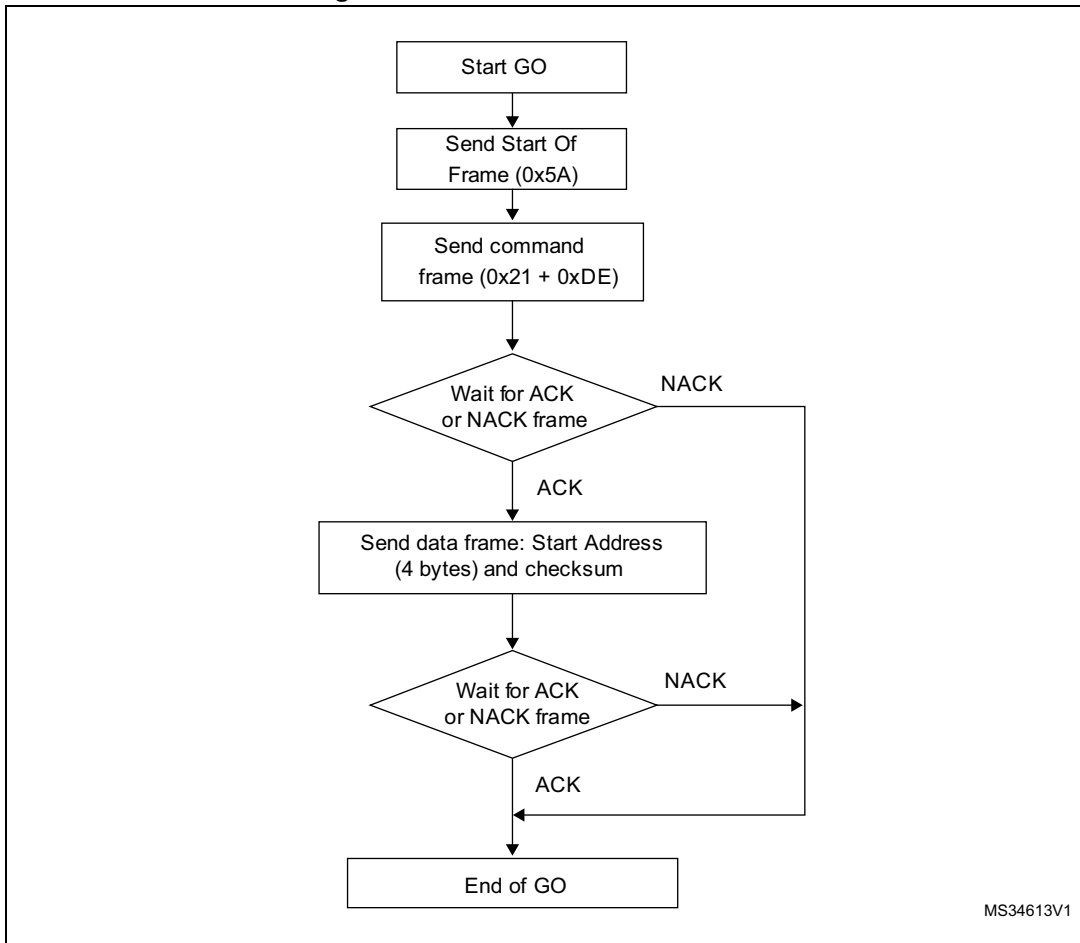 Start GO
Send Start Of
Frame (0x5A)
Send command
frame (0x21 + 0xDE)
Wait for ACK
or NACK frame
NACK
ACK
Send data frame: Start Address
(4 bytes) and checksum
Wait for ACK
or NACK frame
NACK
ACK
End of GO
MS34613V1